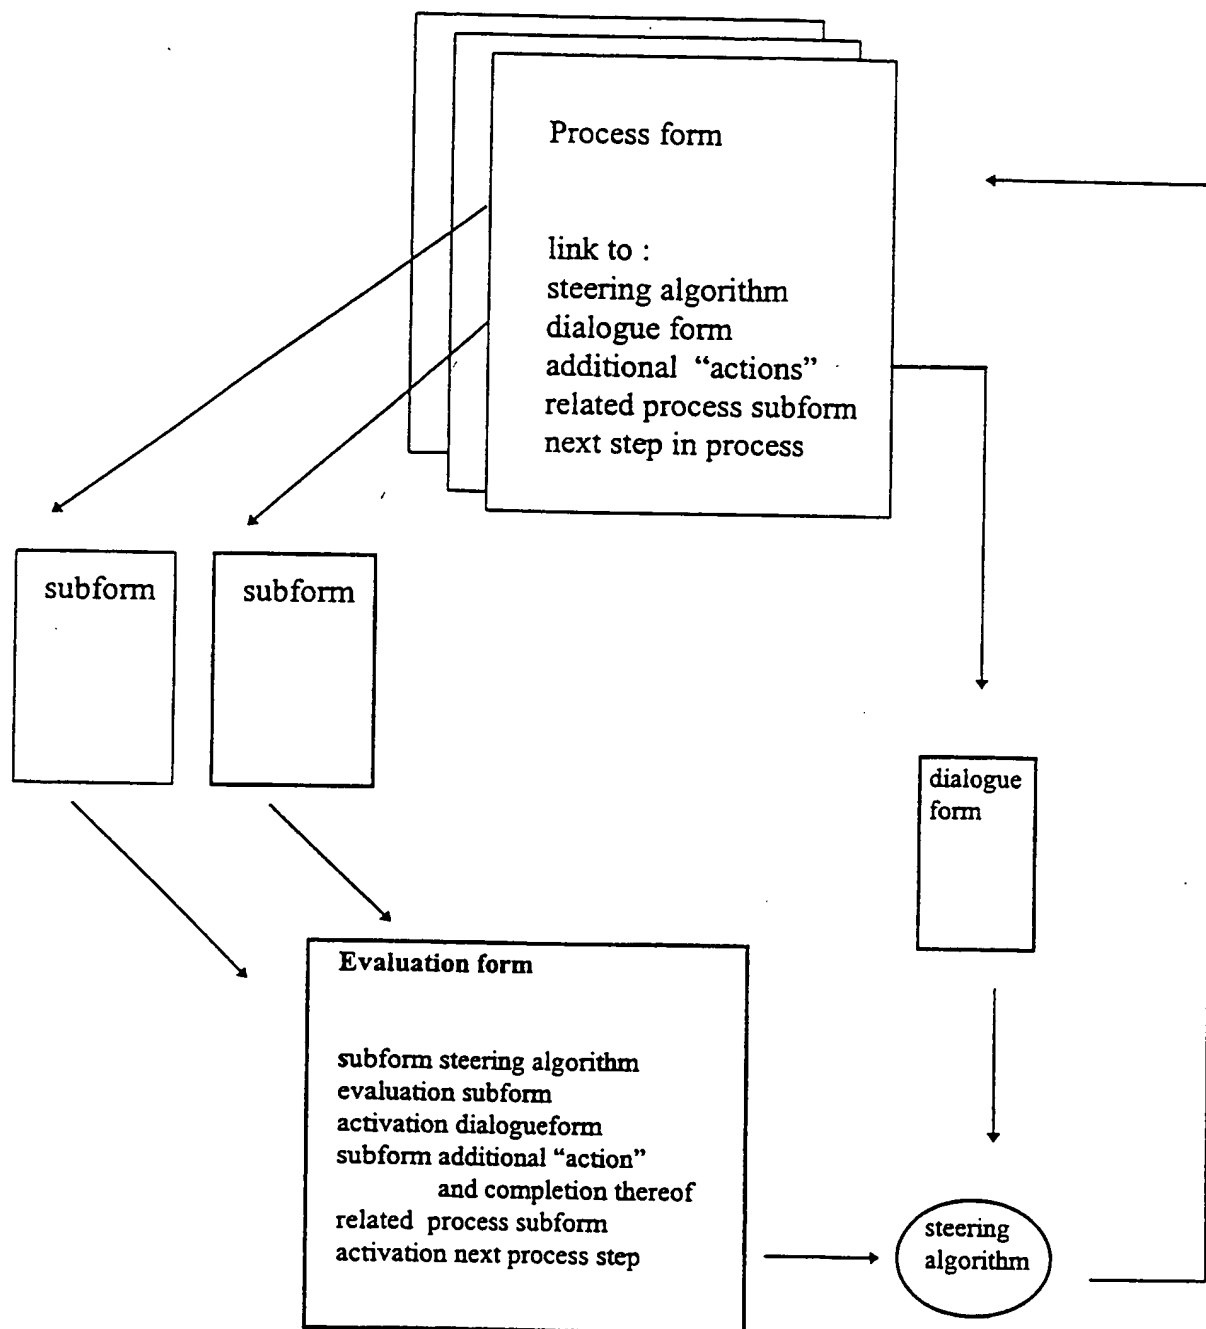 Process form
link to :
steering algorithm
dialogue form
additional “actions”
related process subform
next step in process
subform
subform
dialogue
form
Evaluation form
subform steering algorithm
evaluation subform
activation dialogueform
subform additional “action”
and completion thereof
related process subform
activation next process step
steering
algorithm